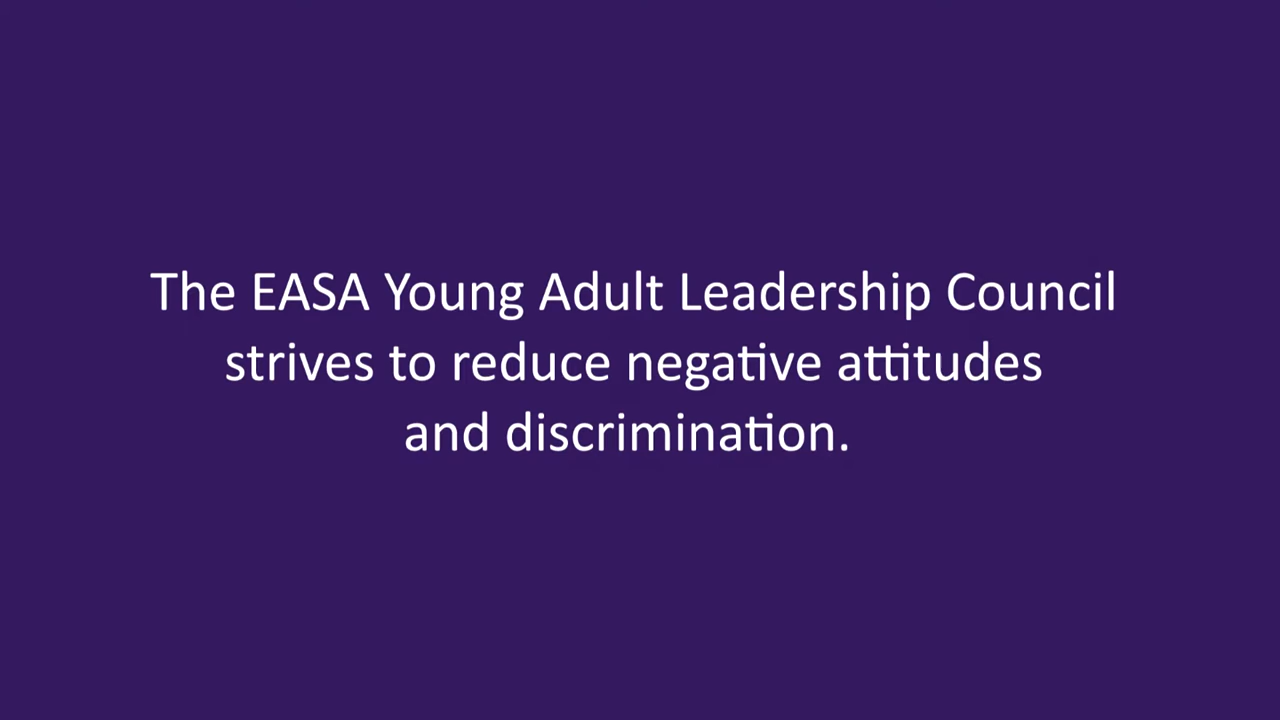 The EASA Young Adult Leadership Council
strives to reduce negative attitudes
and discrimination.